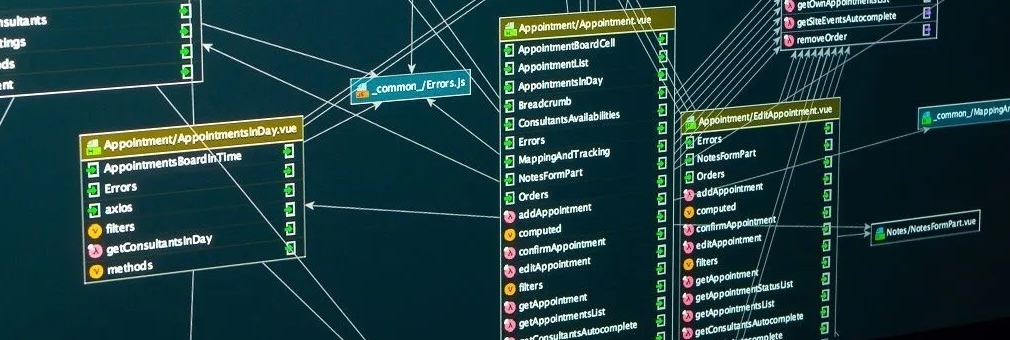 nsultants
tings
ds
ent
Appointment/AppointmentsInDay.vue
AppointmentsBoardInTime
Errors
axios
filters
getConsultantsInDay
methods
_common_/Errors.js
Appointment/Appointment.vue
AppointmentBoardCell
AppointmentList
AppointmentsInDay
Breadcrumb
ConsultantsAvailabilities
Errors
MappingAndTracking
NotesFormPart
Orders
addAppointment
computed
confirmAppointment
editAppointment
filters
getAppointment
getAppointmentsList
getConsultantsAutocomplete
Appointment/EditAppointment.vue
Errors
NotesFormPart
Orders
addAppointment
computed
confirmAppointment
editAppointment
filters
getAppointment
getAppointmentStatusList
getAppointmentsList
getConsultantsAutocomplete
getOwnAppointmentsList
getSiteEventsAutocomplete
removeOrder
_common_/MappingAn
Notes/NotesFormPart.vue